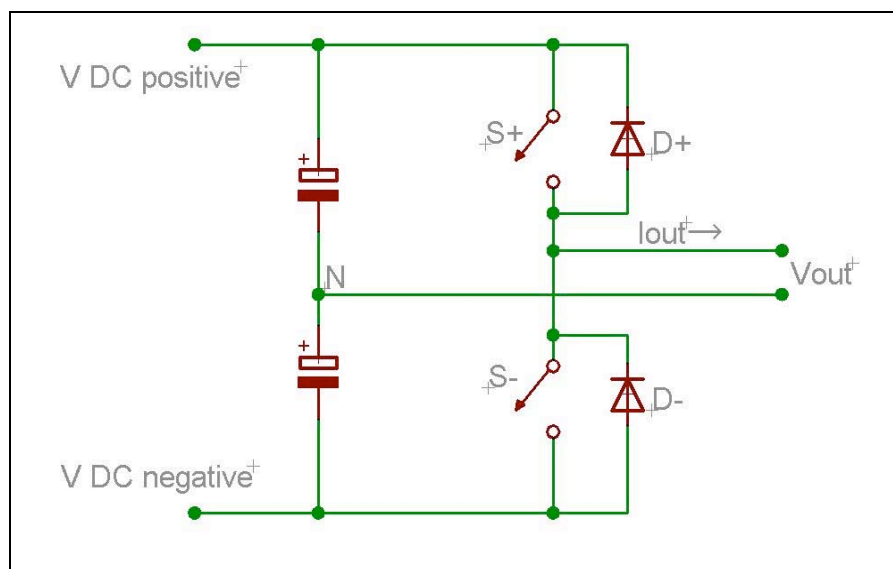 V DC positive
S+
D+
Iout→
Vout
N
S-
D-
V DC negative
+
+